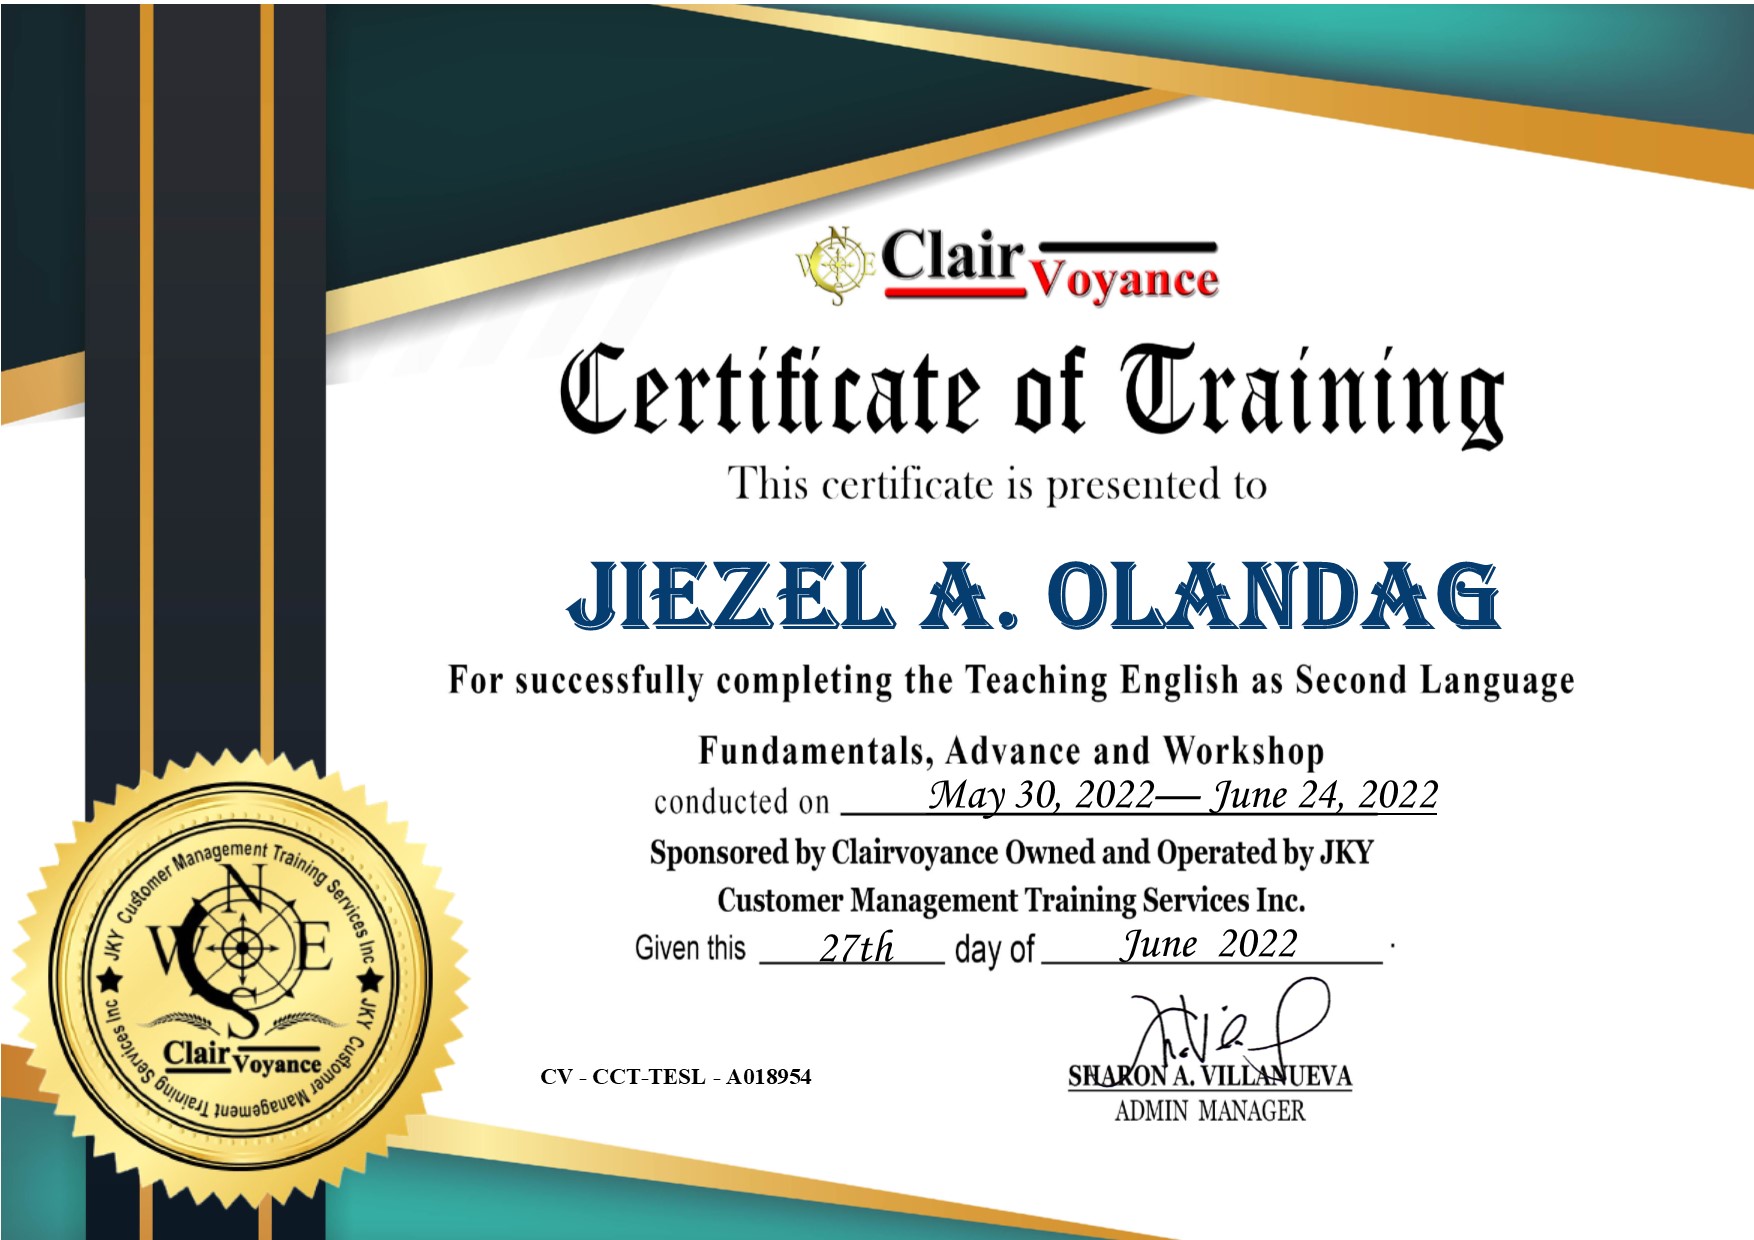 N
W E
S
Clair
Voyance
Certificate of Training
This certificate is presented to
JIEZEL A. OLANDAG
For successfully completing the Teaching English as Second Language
Fundamentals, Advance and Workshop
conducted on May 30, 2022— June 24, 2022
Sponsored by Clairvoyance Owned and Operated by JKY
Customer Management Training Services Inc.
Given this 27th day of June 2022 .
SHARON A. VILLANUEVA
ADMIN MANAGER
CV - CCT-TESL - A018954
JKY Customer Management Training Services Inc
JKY Customer Management Training Services Inc
N
W E
S
Clair
Voyance